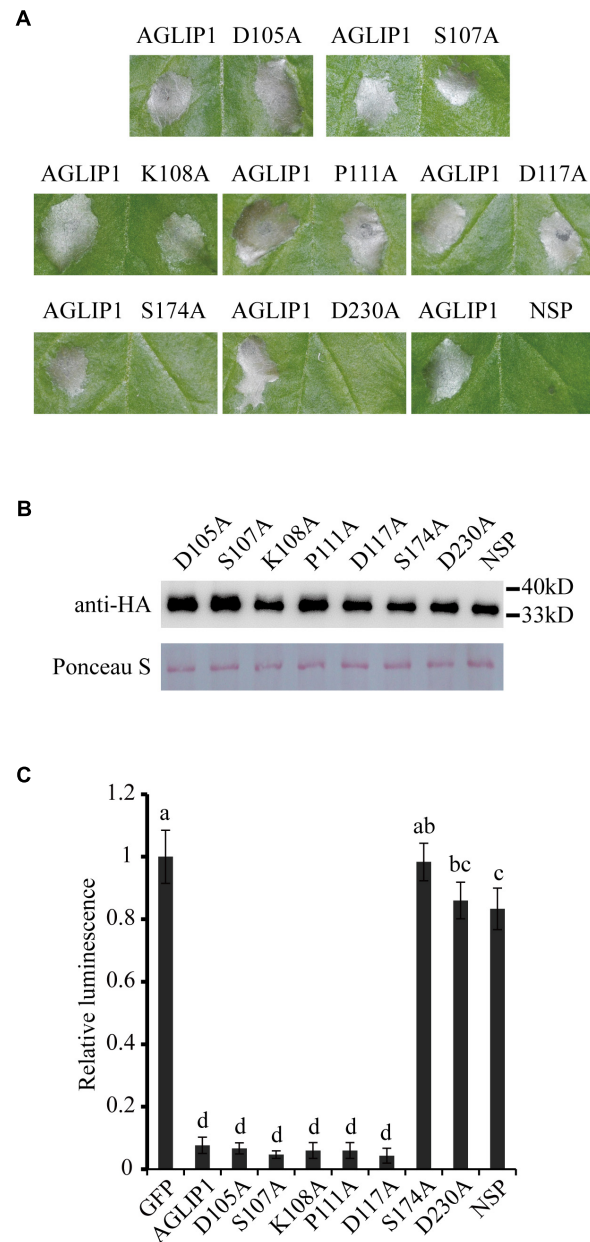 A
AGLIP1 D105A AGLIP1 S107A
AGLIP1 K108A AGLIP1 P111A AGLIP1 D117A
AGLIP1 S174A AGLIP1 D230A AGLIP1 NSP
B
D105A S107A K108A P111A D117A S174A D230A NSP
anti-HA
40kD
33kD
Ponceau S
C
Relative luminescence
1.2
1
0.8
0.6
0.4
0.2
0
a d d d d d d ab bc c
GFP AGLIP1 D105A S107A K108A P111A D117A S174A D230A NSP